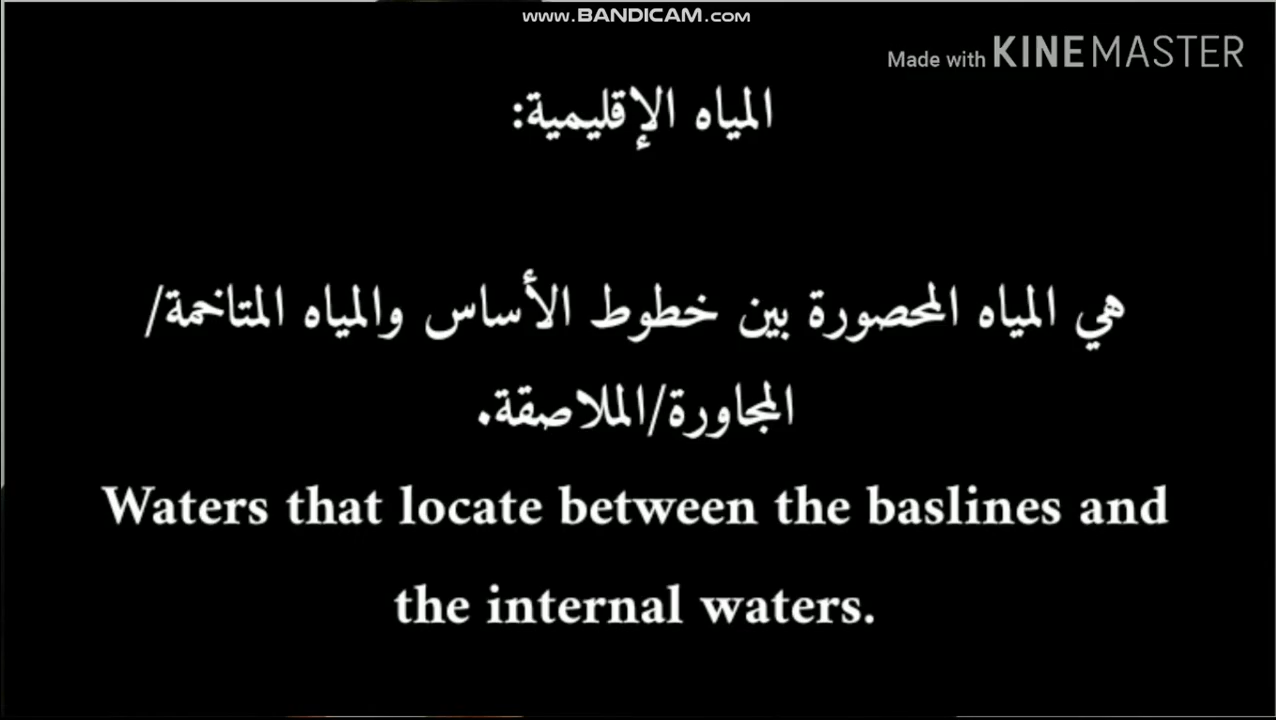 www.BANDICAM.com
Made with KINEMASTER
المياه الإقليمية:
هي المياه المحصورة بين خطوط الأساس والمياه المتاخمة/
المجاورة/الملاصقة.
Waters that locate between the baslines and
the internal waters.